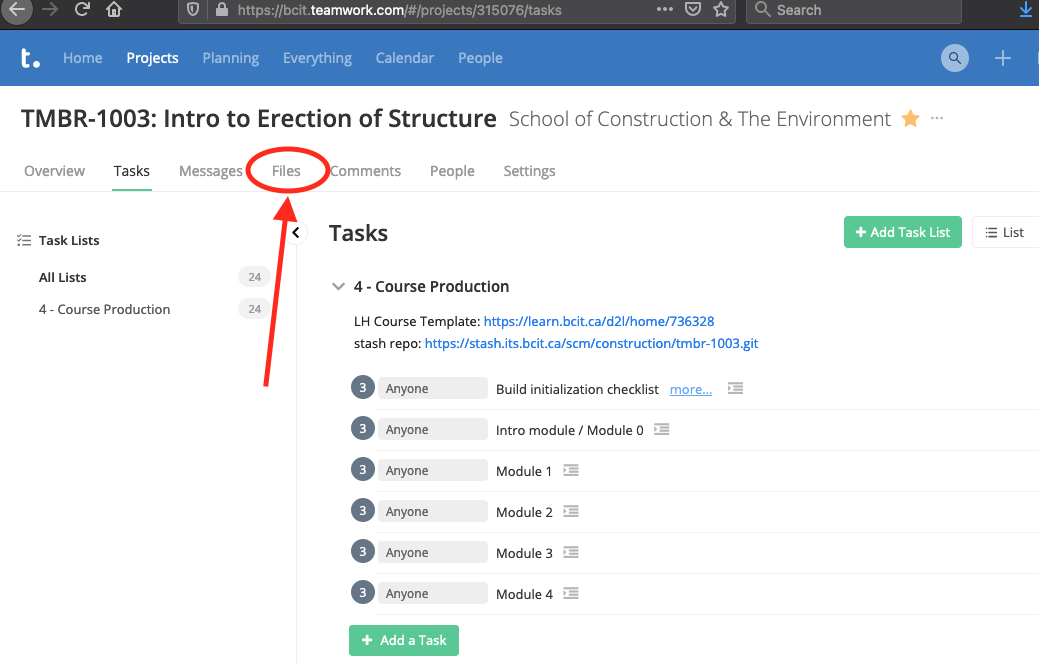 https://bcit.teamwork.com/#/projects/315076/tasks
Search
t.
Home Projects Planning Everything Calendar People
TMBR-1003: Intro to Erection of Structure School of Construction & The Environment
Overview Tasks Messages Files Comments People Settings
Task Lists
All Lists 24
4 - Course Production 24
Tasks
+ Add Task List
List
4 - Course Production
LH Course Template: https://learn.bcit.ca/d2l/home/736328
stash repo: https://stash.its.bcit.ca/scm/construction/tmbr-1003.git
3 Anyone Build initialization checklist more...
3 Anyone Intro module / Module 0
3 Anyone Module 1
3 Anyone Module 2
3 Anyone Module 3
3 Anyone Module 4
+ Add a Task